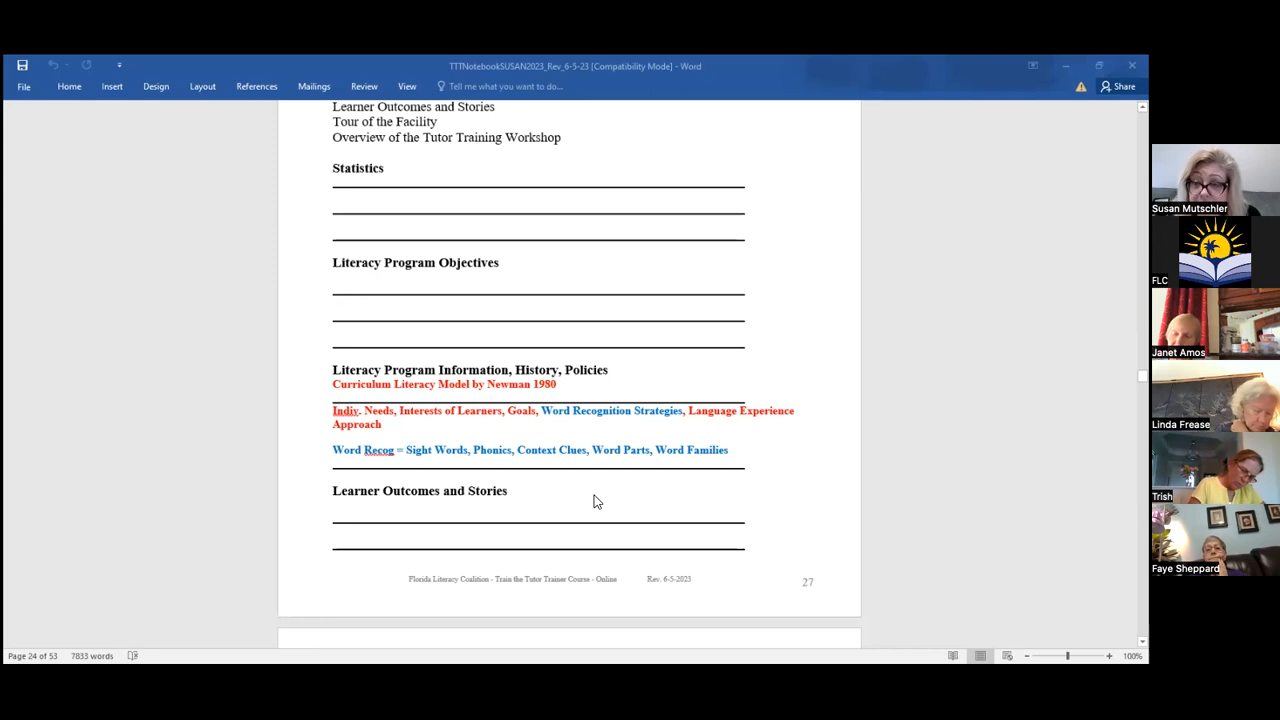 TTTNotebookSUSAN2023_Rev_6-5-23 [Compatibility Mode] - Word
File Home Insert Design Layout References Mailings Review View Tell me what you want to do... Share
Learner Outcomes and Stories
Tour of the Facility
Overview of the Tutor Training Workshop
Statistics
Literacy Program Objectives
Literacy Program Information, History, Policies
Curriculum Literacy Model by Newman 1980
Indiv. Needs, Interests of Learners, Goals, Word Recognition Strategies, Language Experience
Approach
Word Recog = Sight Words, Phonics, Context Clues, Word Parts, Word Families
Learner Outcomes and Stories
Florida Literacy Coalition - Train the Tutor Trainer Course - Online Rev. 6-5-2023 27
Page 24 of 53 7833 words 100%
Susan Mutschler
FLC
Janet Amos
Linda Frease
Trish
Faye Sheppard